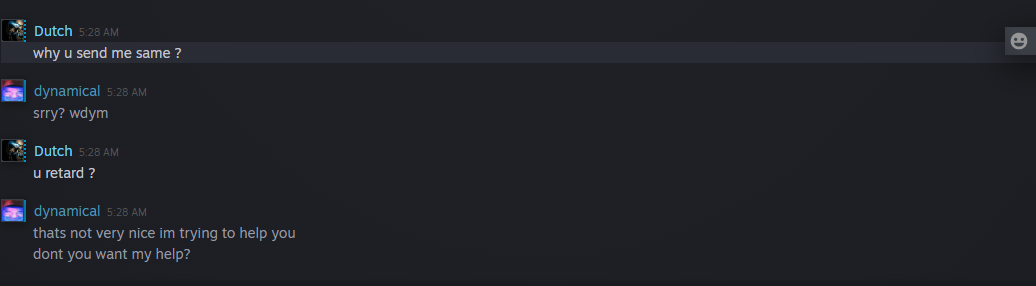 Dutch 5:28 AM
why u send me same ?
dynamical 5:28 AM
srry? wdym
Dutch 5:28 AM
u retard ?
dynamical 5:28 AM
thats not very nice im trying to help you
dont you want my help?